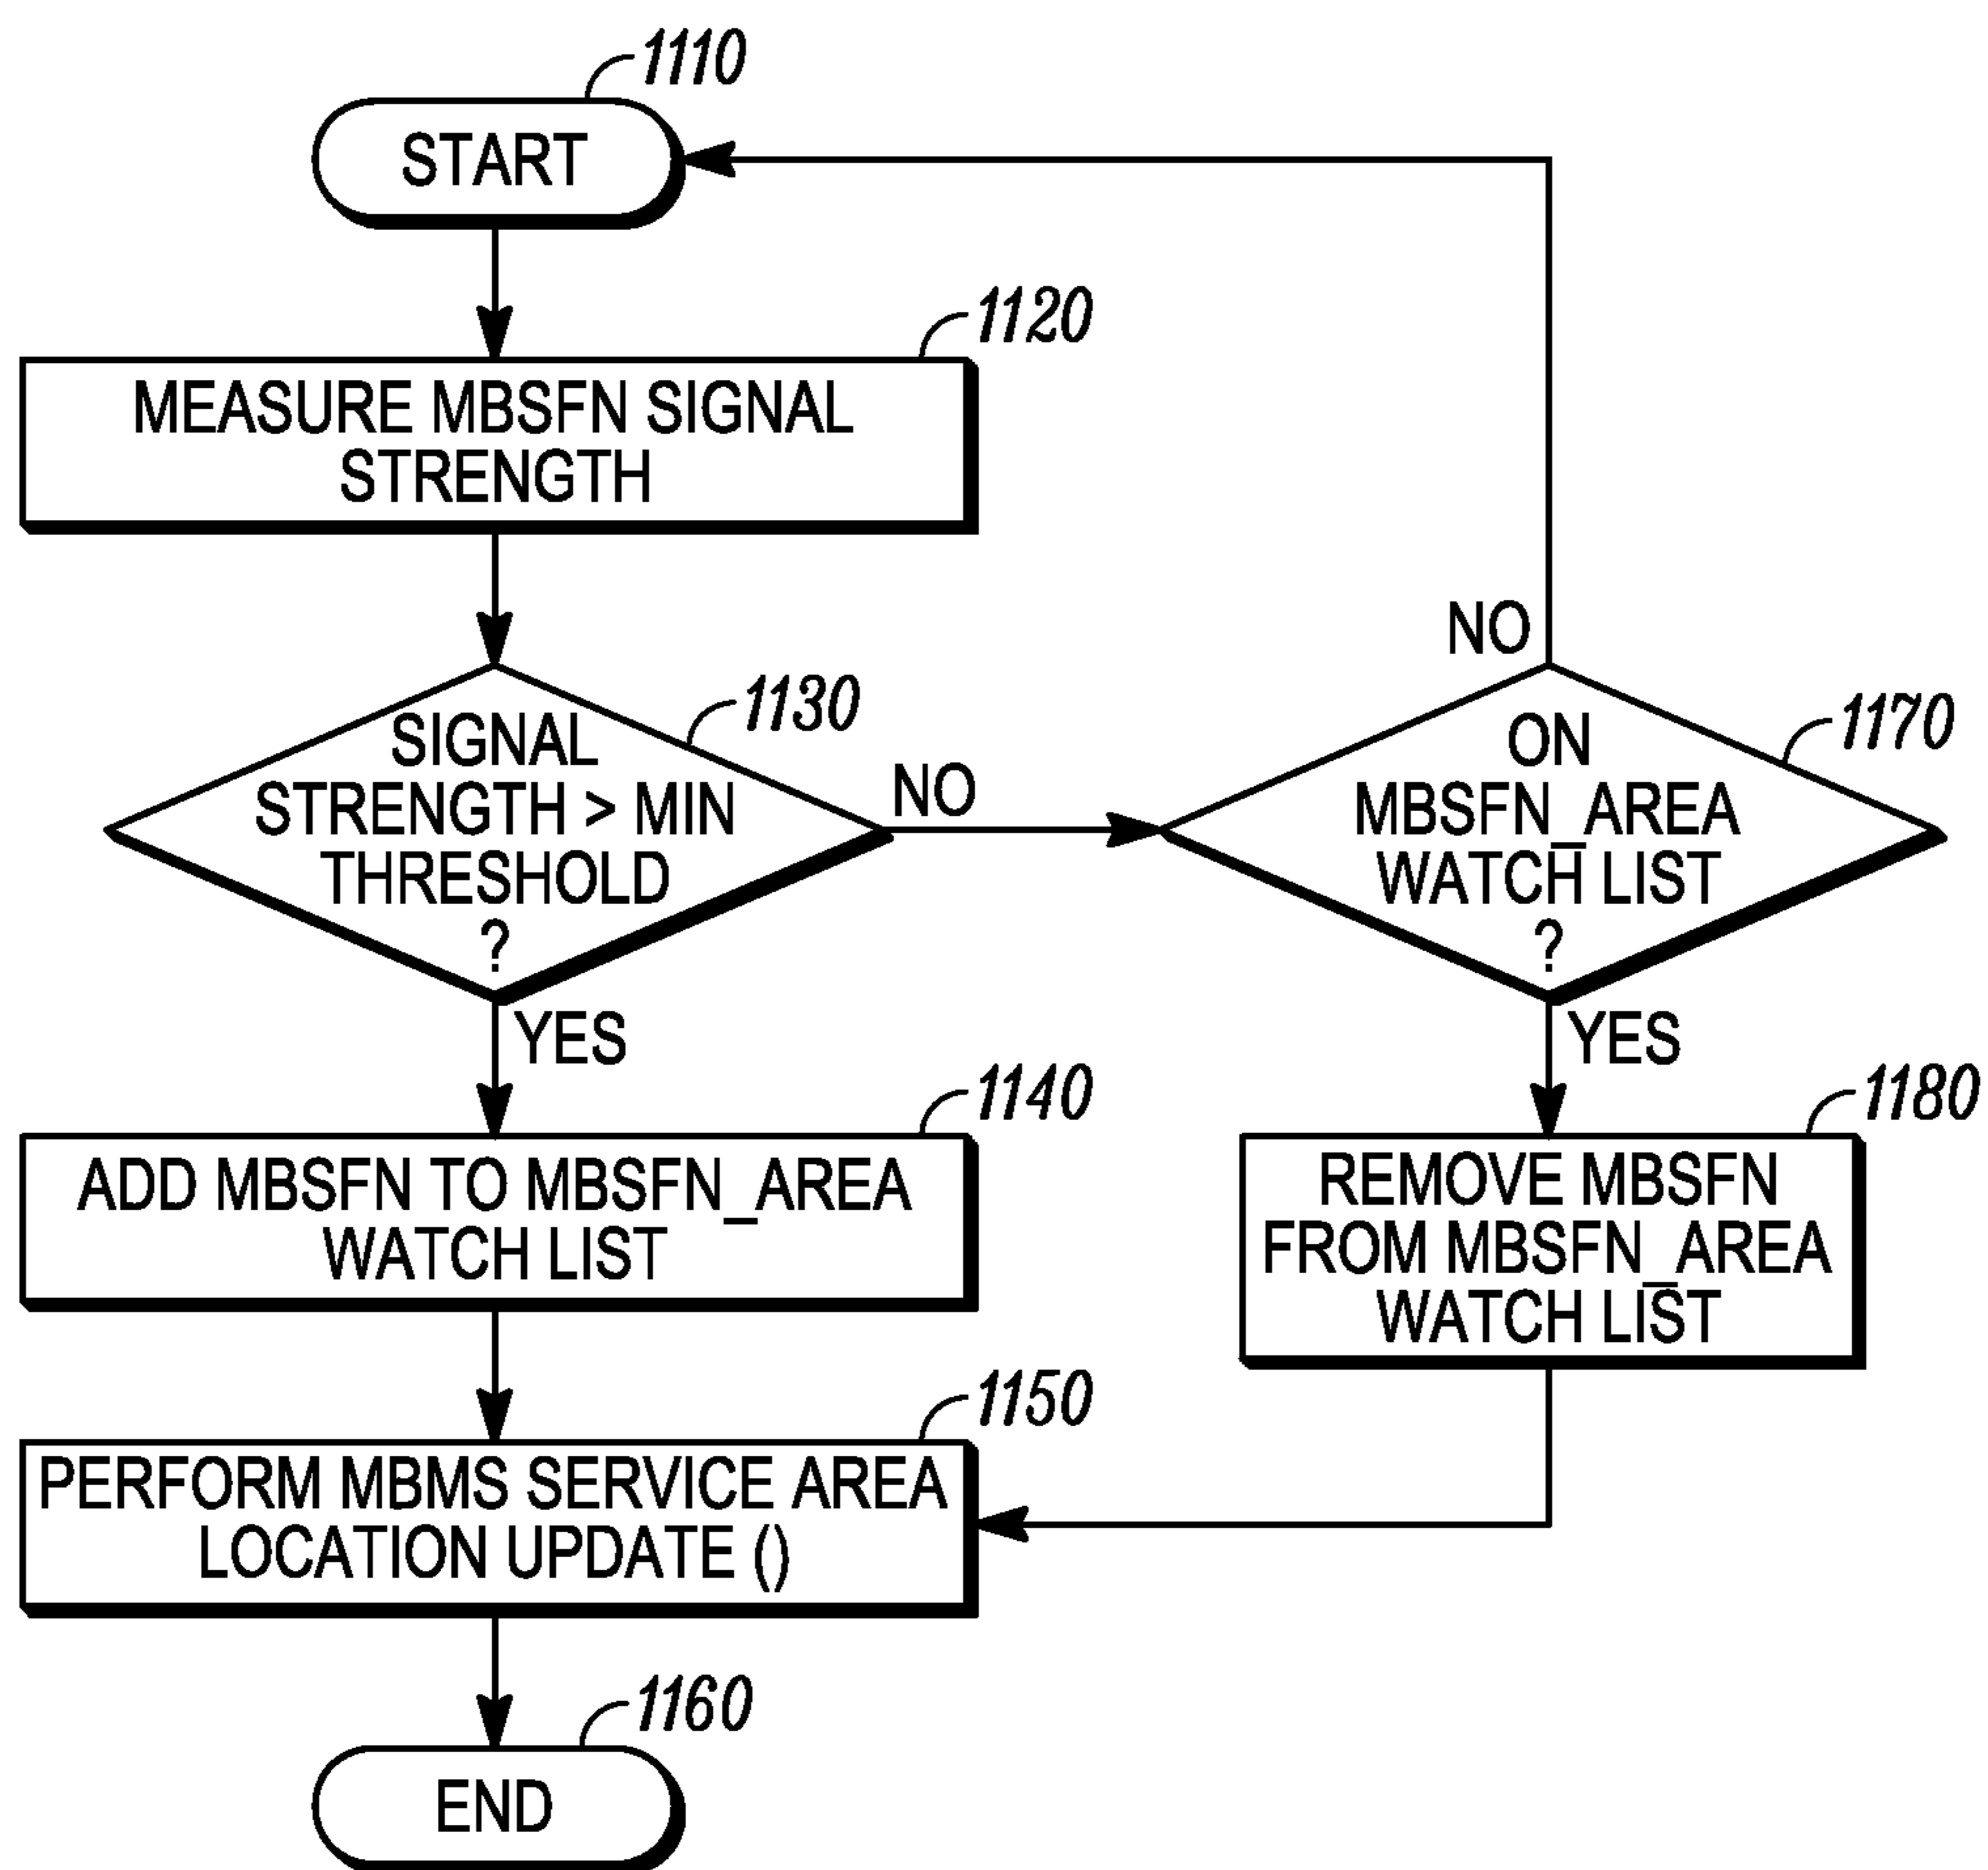 1110
START
1120
MEASURE MBSFN SIGNAL
STRENGTH
1130
SIGNAL
STRENGTH > MIN
THRESHOLD
?
NO
YES
1140
ADD MBSFN TO MBSFN_AREA
WATCH LIST
1150
PERFORM MBMS SERVICE AREA
LOCATION UPDATE ()
1160
END
NO
1170
ON
MBSFN_AREA
WATCH LIST
?
YES
1180
REMOVE MBSFN
FROM MBSFN_AREA
WATCH LIST